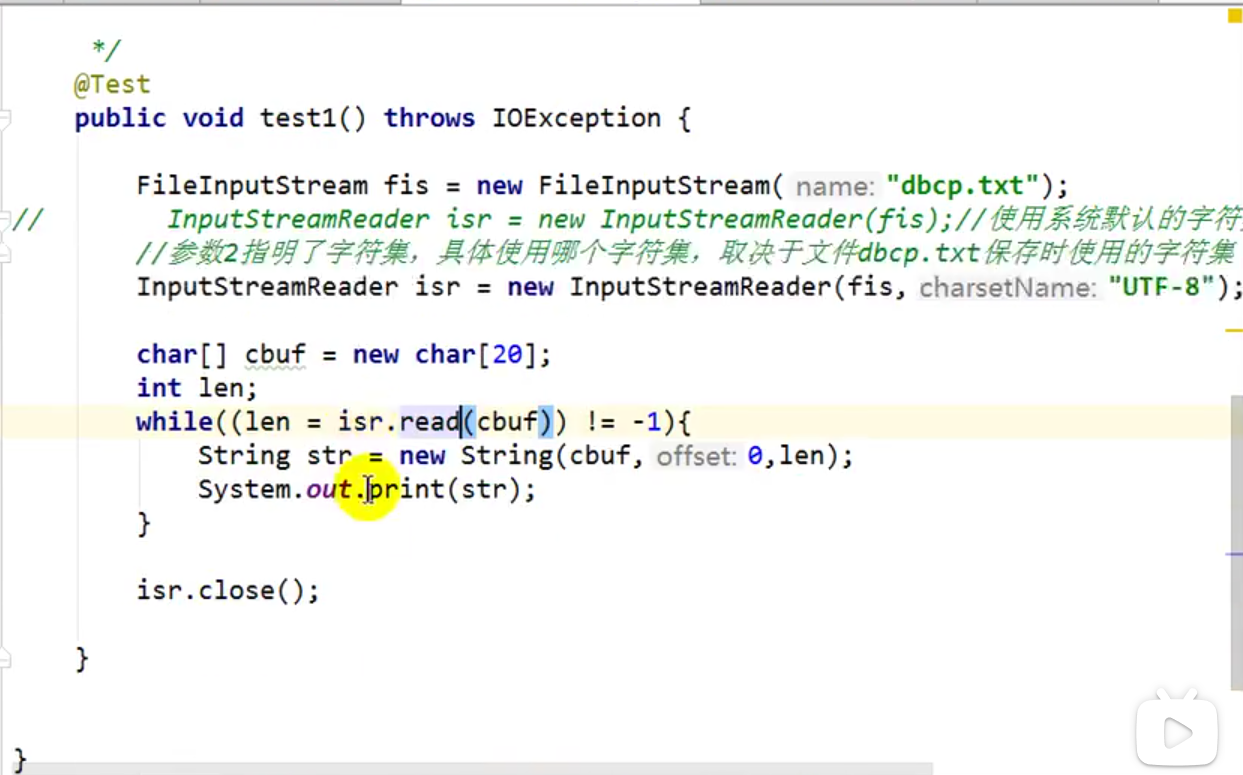 */
@Test
public void test1() throws IOException {
FileInputStream fis = new FileInputStream( name: "dbcp.txt");
// InputStreamReader isr = new InputStreamReader(fis);//使用系统默认的字符
//参数2指明了字符集，具体使用哪个字符集，取决于文件dbcp.txt保存时使用的字符集
InputStreamReader isr = new InputStreamReader(fis, charsetName: "UTF-8");
char[] cbuf = new char[20];
int len;
while((len = isr.read(cbuf)) != -1){
String str = new String(cbuf, offset: 0,len);
System.out.print(str);
}
isr.close();
}
}